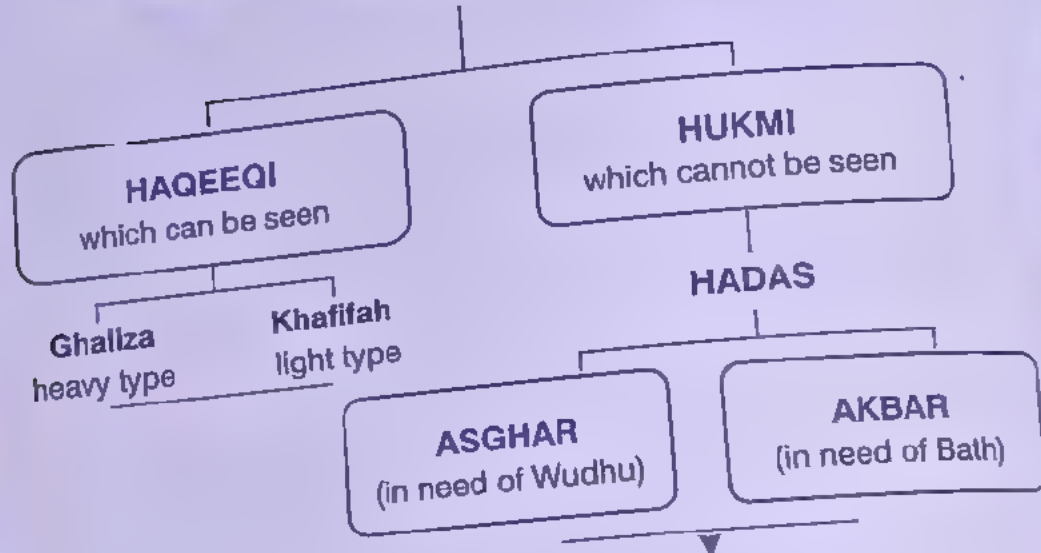 HAQEEQI
which can be seen
HUKMI
which cannot be seen
Ghaliza
heavy type
Khafifah
light type
HADAS
ASGHAR
(in need of Wudhu)
AKBAR
(in need of Bath)